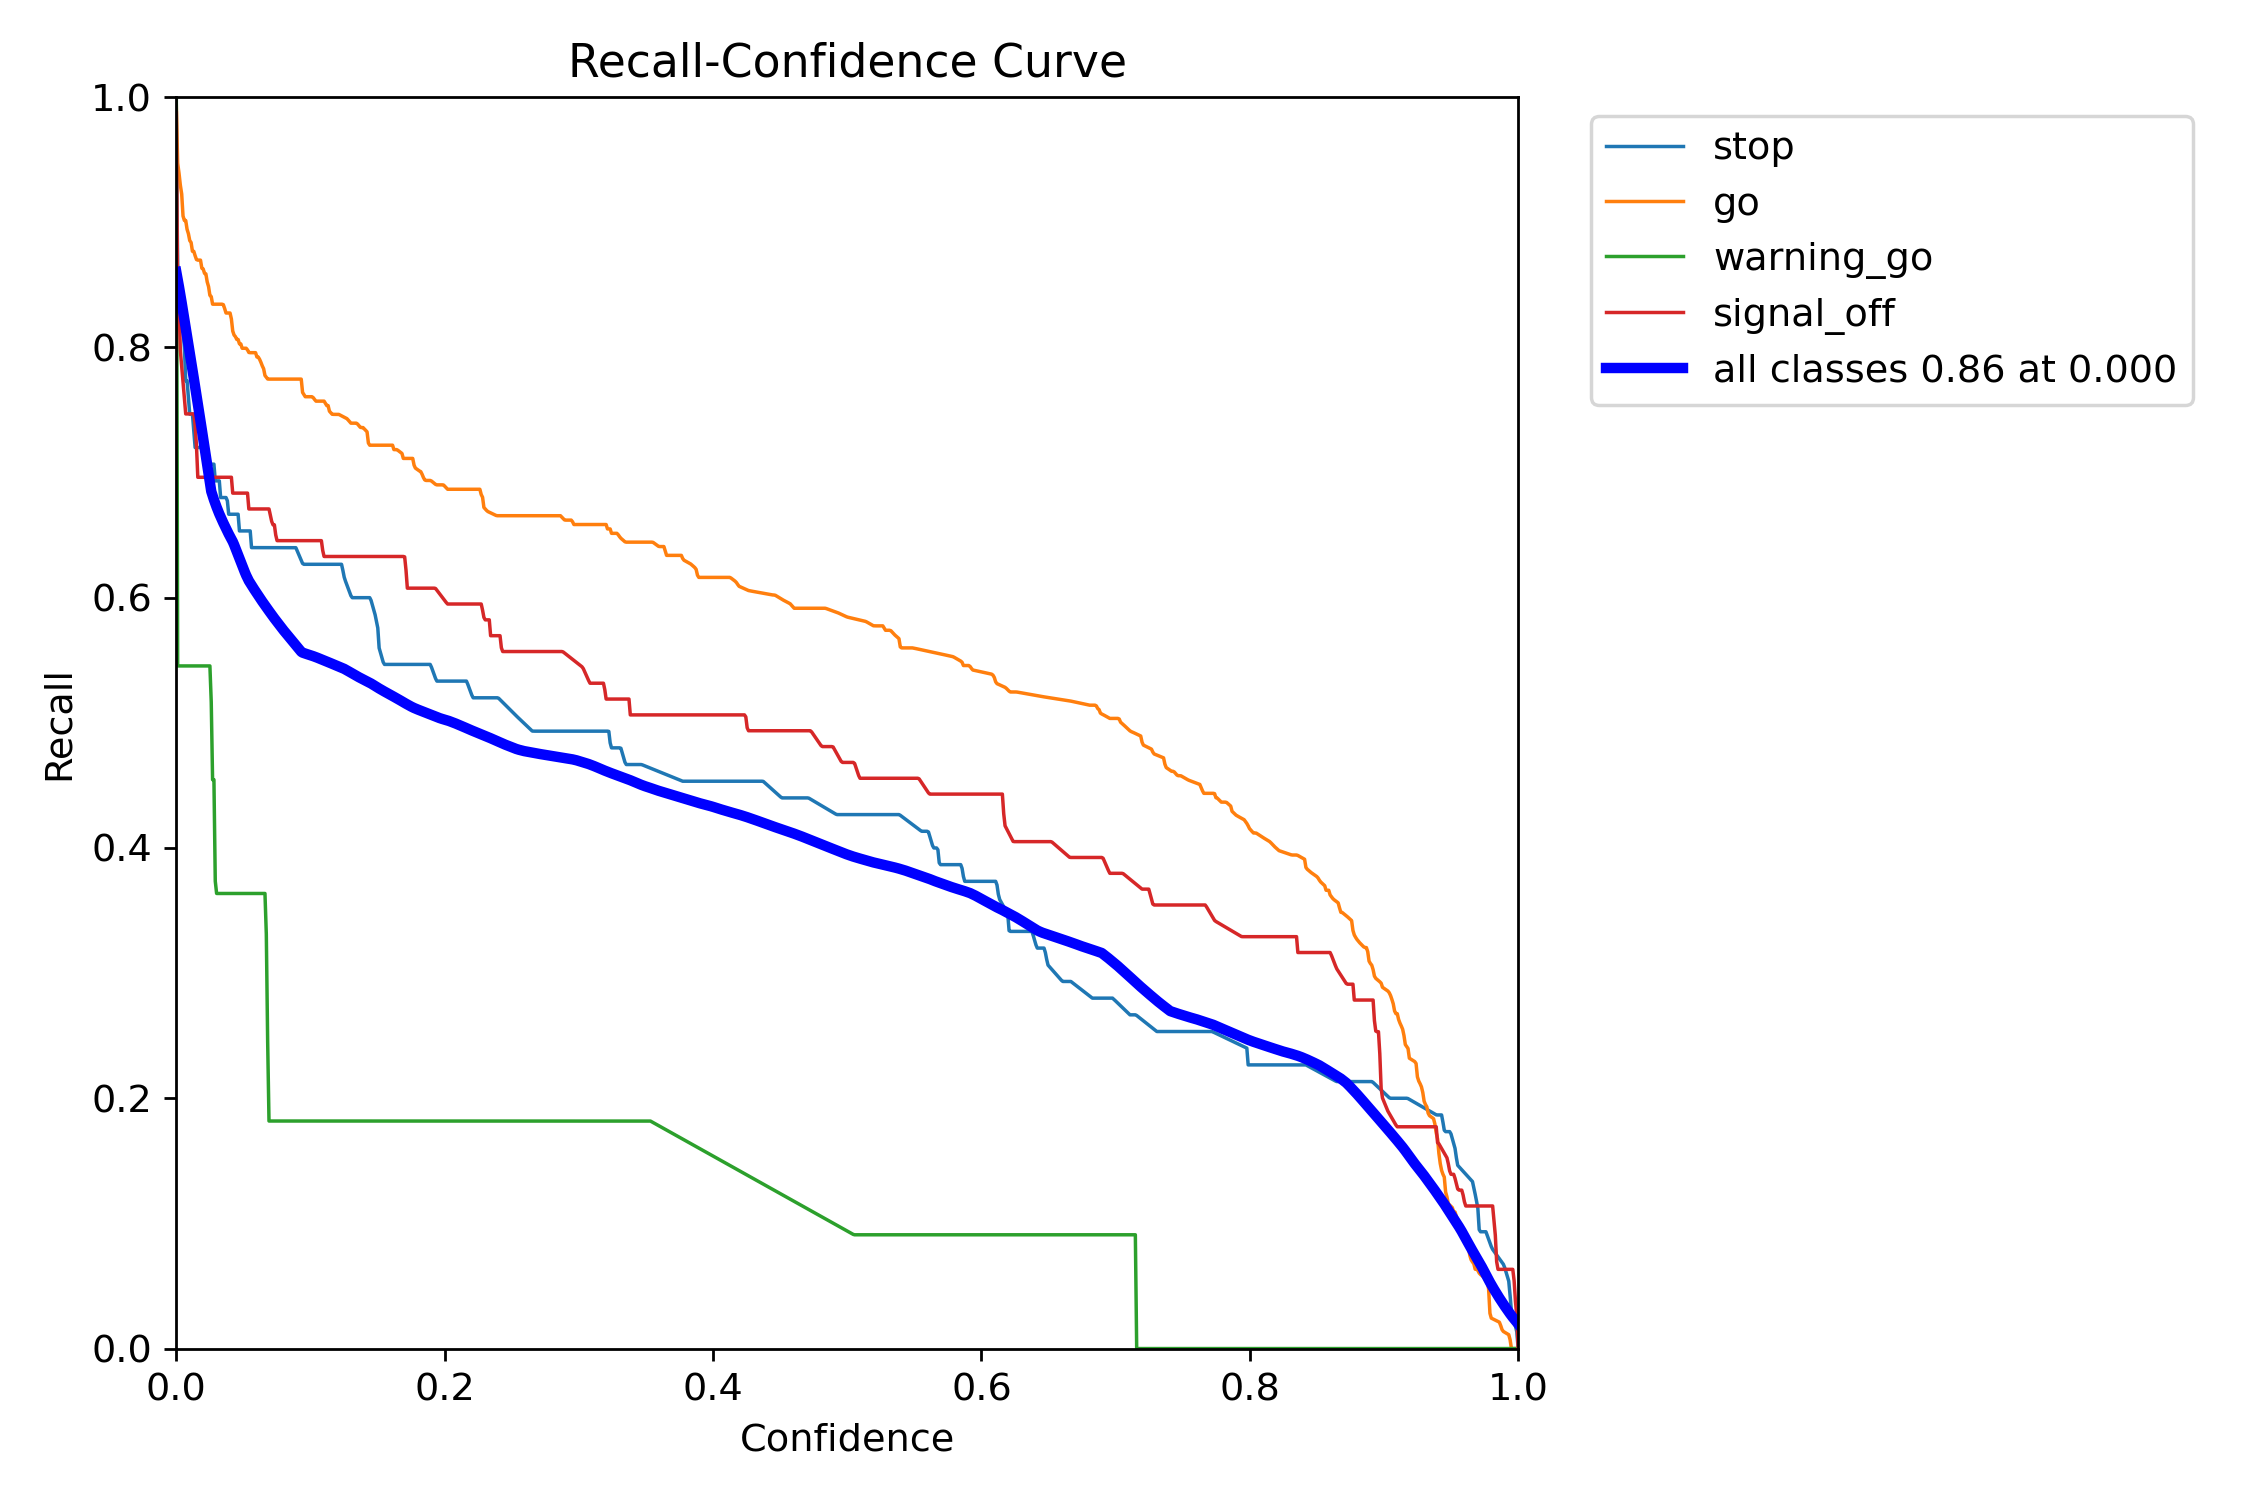 Recall-Confidence Curve
1.0
0.8
0.6
0.4
0.2
0.0
Recall
0.0 0.2 0.4 0.6 0.8 1.0
Confidence
stop
go
warning_go
signal_off
all classes 0.86 at 0.000